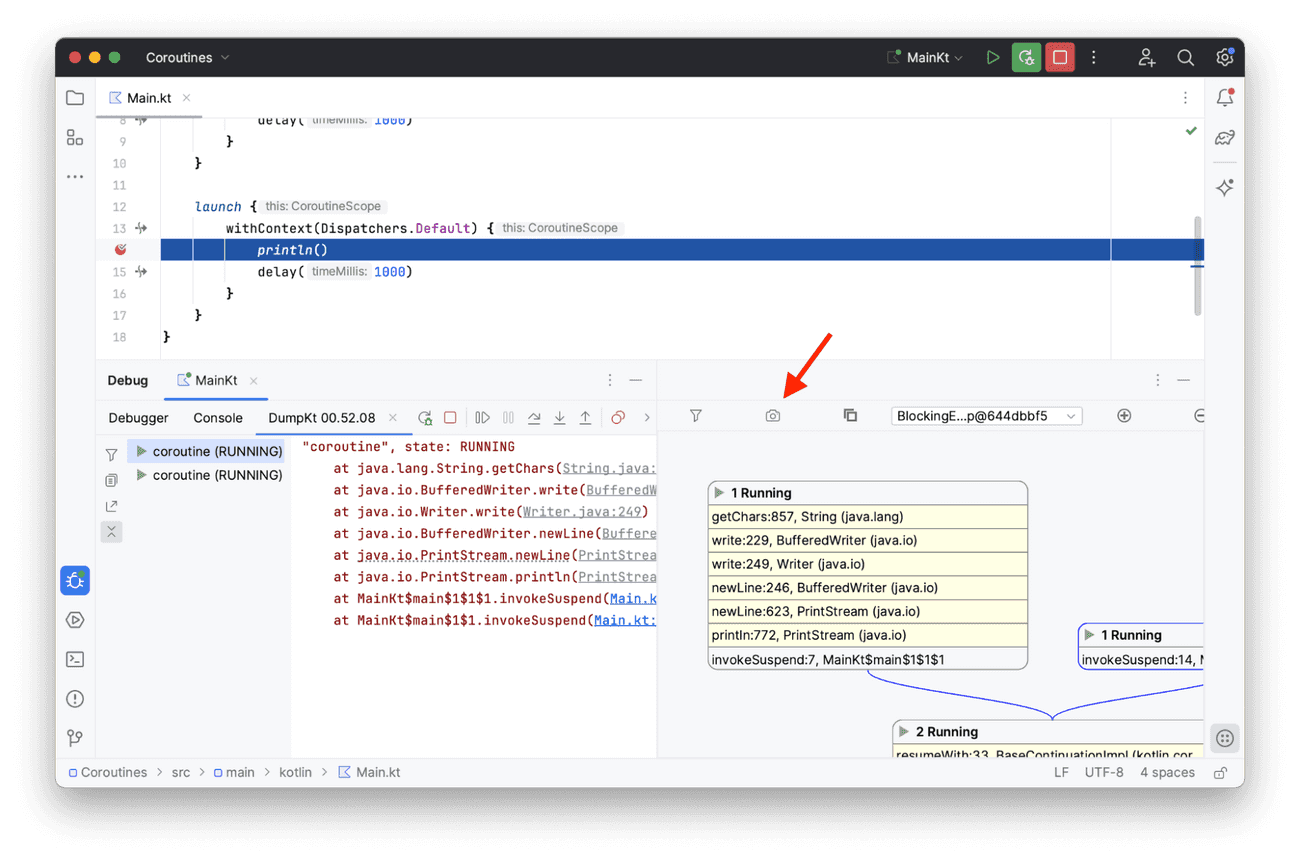 Coroutines
MainKt
Main.kt
8 delay( timeMillis: 1000)
9 }
10 }
11
12 launch { this: CoroutineScope
13 withContext(Dispatchers.Default) { this: CoroutineScope
println()
15 delay( timeMillis: 1000)
16 }
17 }
18 }
Debug MainKt
Debugger Console DumpKt 00.52.08
coroutine (RUNNING)
coroutine (RUNNING)
"coroutine", state: RUNNING
at java.lang.String.getChars(String.java:
at java.io.BufferedWriter.write(BufferedW
at java.io.Writer.write(Writer.java:249)
at java.io.BufferedWriter.newLine(Buffere
at java.io.PrintStream.newLine(PrintStrea
at java.io.PrintStream.println(PrintStrea
at MainKt$main$1$1$1.invokeSuspend(Main.k
at MainKt$main$1$1.invokeSuspend(Main.kt:
BlockingE...p@644dbbf5
1 Running
getChars:857, String (java.lang)
write:229, BufferedWriter (java.io)
write:249, Writer (java.io)
newLine:246, BufferedWriter (java.io)
newLine:623, PrintStream (java.io)
println:772, PrintStream (java.io)
invokeSuspend:7, MainKt$main$1$1$1
1 Running
invokeSuspend:14, M
2 Running
resumeWith:33, BaseContinuationImpl (kotlin.cor
Coroutines > src > main > kotlin > Main.kt
LF UTF-8 4 spaces